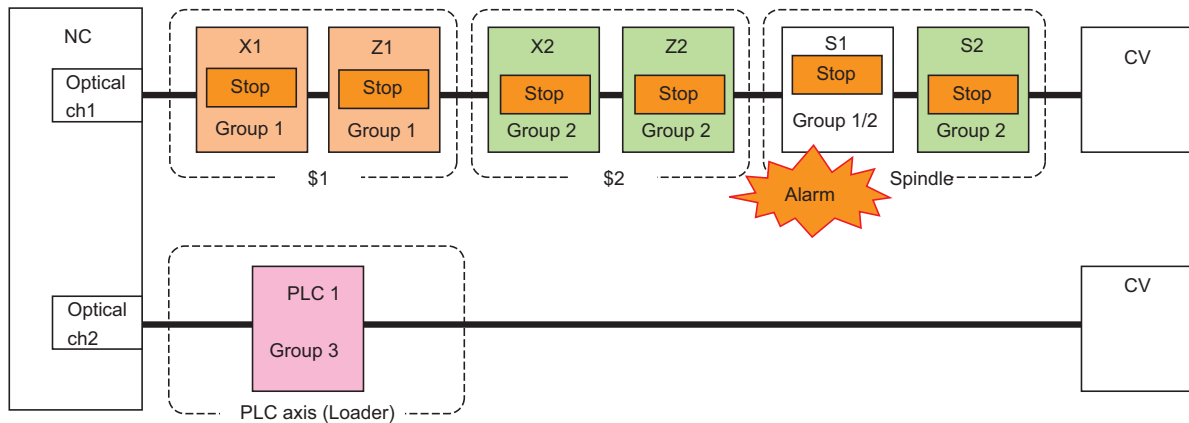 NC
Optical
ch1
X1
Stop
Group 1
Z1
Stop
Group 1
$1
X2
Stop
Group 2
Z2
Stop
Group 2
$2
S1
Stop
Group 1/2
S2
Stop
Group 2
Spindle
Alarm
CV
Optical
ch2
PLC 1
Group 3
PLC axis (Loader)
CV